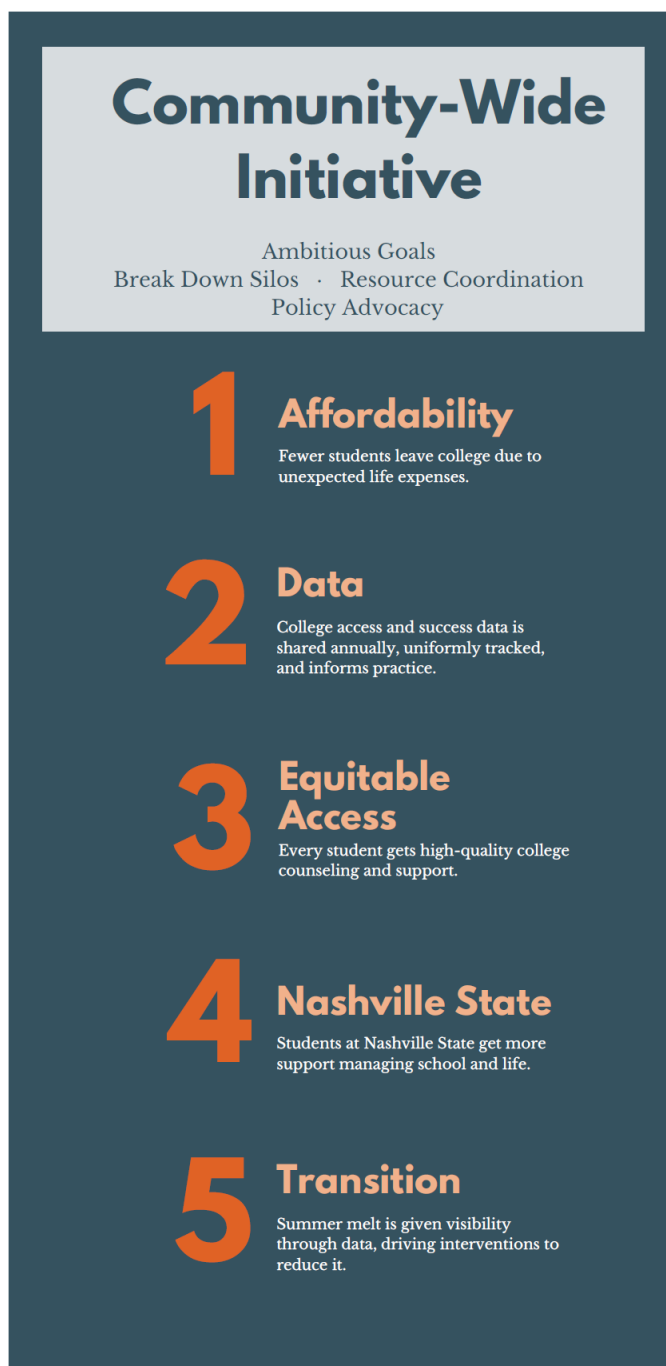 Community-Wide
Initiative
Ambitious Goals
Break Down Silos · Resource Coordination
Policy Advocacy
1
Affordability
Fewer students leave college due to
unexpected life expenses.
2
Data
College access and success data is
shared annually, uniformly tracked,
and informs practice.
3
Equitable
Access
Every student gets high-quality college
counseling and support.
4
Nashville State
Students at Nashville State get more
support managing school and life.
5
Transition
Summer melt is given visibility
through data, driving interventions to
reduce it.